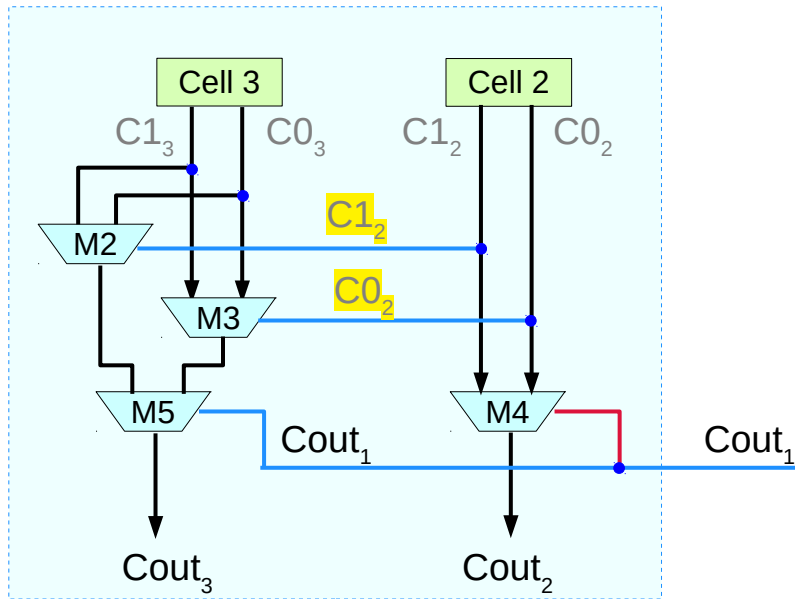 Cell 3
Cell 2
C1₃
C0₃
C1₂
C0₂
C1₂
M2
C0₂
M3
M5
M4
Cout₁
Cout₁
Cout₃
Cout₂